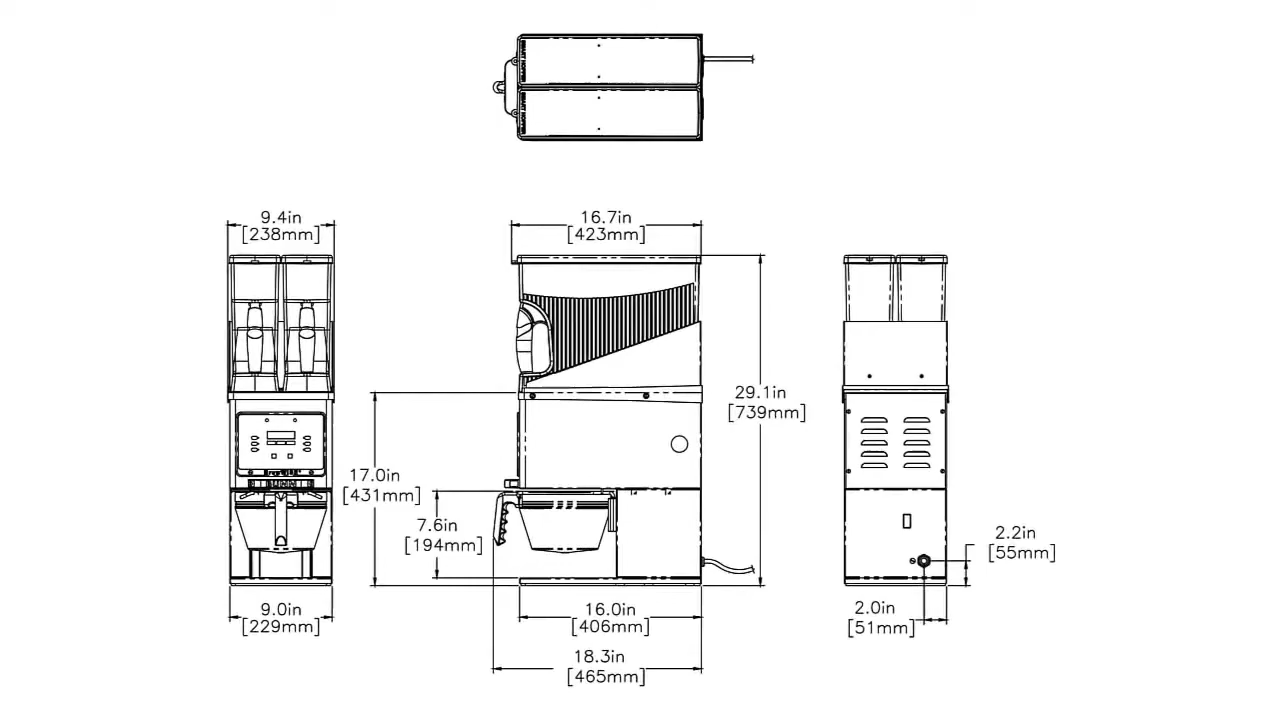 9.4in
[238mm]
16.7in
[423mm]
29.1in
[739mm]
17.0in
[431mm]
7.6in
[194mm]
2.2in
[55mm]
9.0in
[229mm]
16.0in
[406mm]
2.0in
[51mm]
18.3in
[465mm]